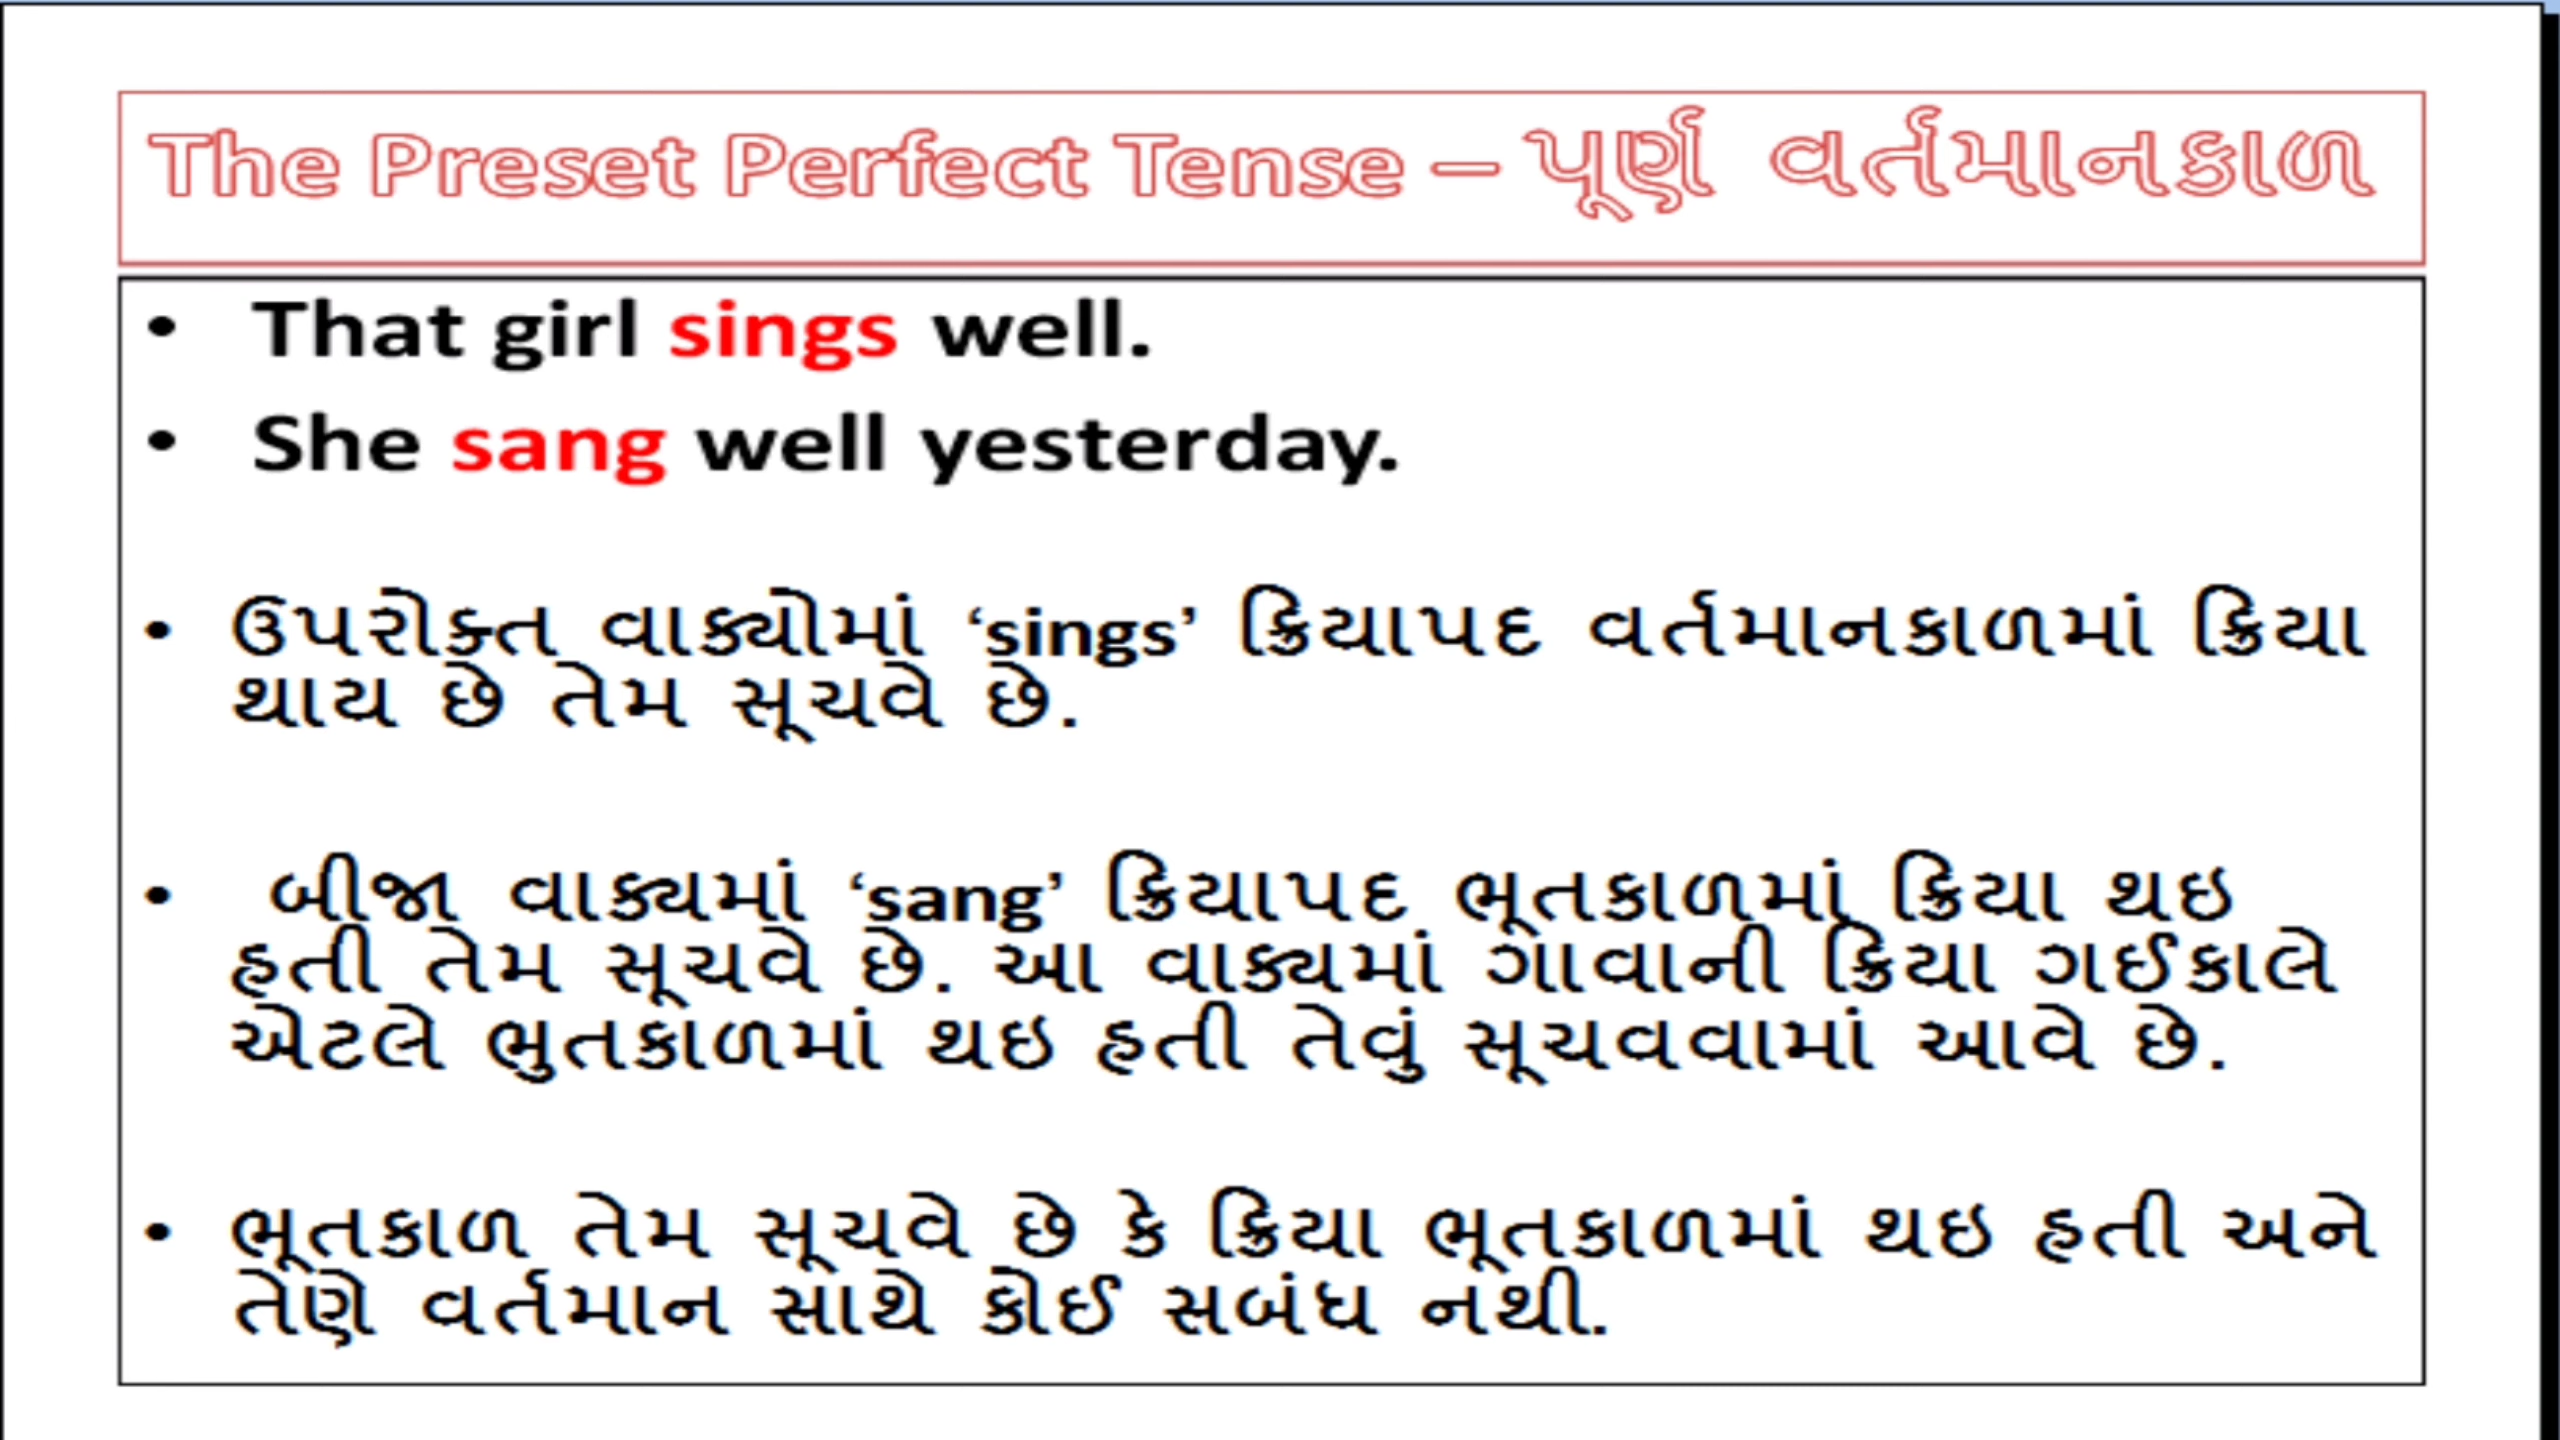 The Preset Perfect Tense – પૂર્ણ વર્તમાનકાળ
• That girl sings well.
• She sang well yesterday.
• ઉપરોક્ત વાક્યોમાં ‘sings’ ક્રિયાપદ વર્તમાનકાળમાં ક્રિયા
થાય છે તેમ સૂચવે છે.
• બીજા વાક્યમાં ‘sang’ ક્રિયાપદ ભૂતકાળમાં ક્રિયા થઇ
હતી તેમ સૂચવે છે. આ વાક્યમાં ગાવાની ક્રિયા ગઈકાલે
એટલે ભુતકાળમાં થઇ હતી તેવું સૂચવવામાં આવે છે.
• ભૂતકાળ તેમ સૂચવે છે કે ક્રિયા ભૂતકાળમાં થઇ હતી અને
તેણે વર્તમાન સાથે કોઈ સબંધ નથી.